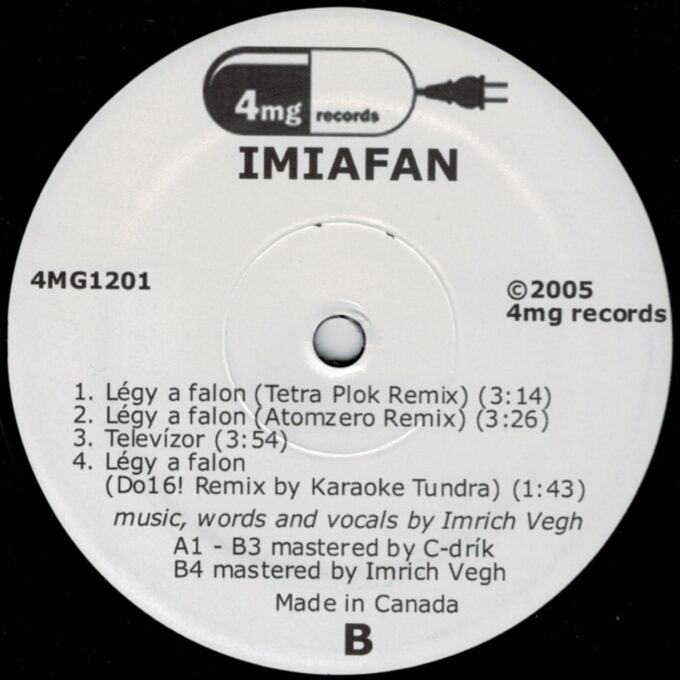 4mg records
IMIAFAN
4MG1201
©2005
4mg records
1. Légy a falon (Tetra Plok Remix) (3:14)
2. Légy a falon (Atomzero Remix) (3:26)
3. Televízor (3:54)
4. Légy a falon
(Do16! Remix by Karaoke Tundra) (1:43)
music, words and vocals by Imrich Vegh
A1 - B3 mastered by C-drík
B4 mastered by Imrich Vegh
Made in Canada
B